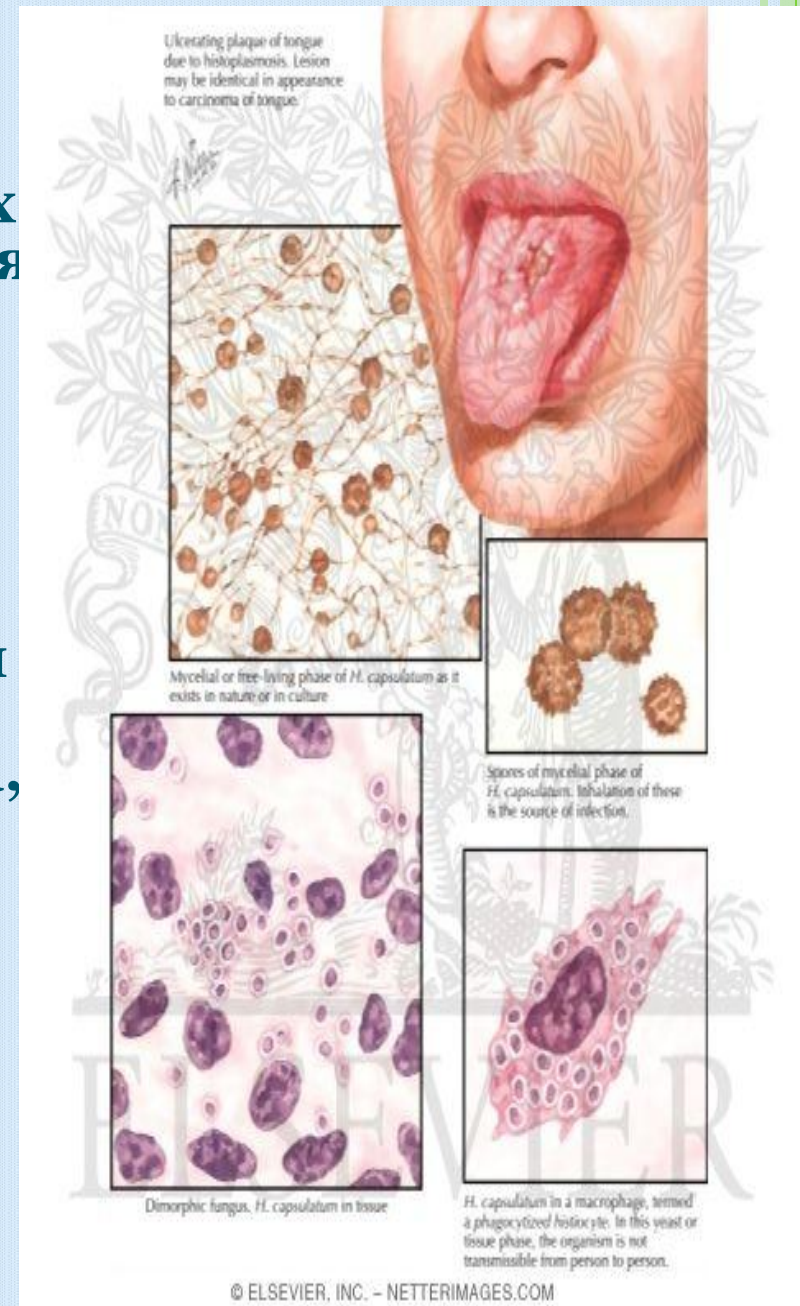 Ulcerating plaque of tongue
due to histoplasmosis. Lesion
may be identical in appearance
to carcinoma of tongue.
х
я
Mycelial or free-living phase of H. capsulatum as it
exists in nature or in culture
Spores of mycelial phase of
H. capsulatum. Inhalation of these
is the source of infection.
Dimorphic fungus. H. capsulatum in tissue
H. capsulatum in a macrophage, termed
a phagocytized histiocyte. In this yeast or
tissue phase, the organism is not
transmissible from person to person.
NON
ELSEVIER
© ELSEVIER, INC. – NETTERIMAGES.COM